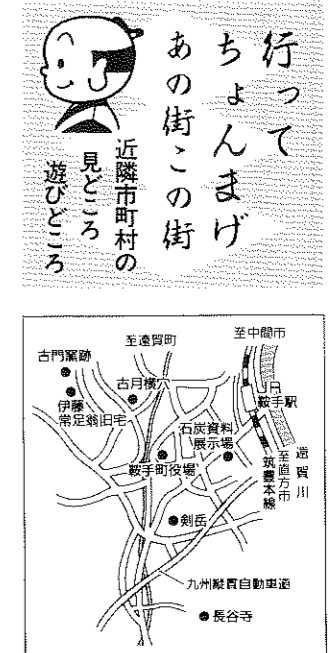 行って
ちょんまげ
あの街この街
近隣市町村の
見どころ
遊びどころ
至遠賀町
至中間市
古門窯跡
古月横穴
伊藤
常足翁旧宅
石炭資料
展示場
鞍手町役場
JR
鞍手駅
筑豊本線
至直方市
遠賀川
剣岳
九州縦貫自動車道
長谷寺